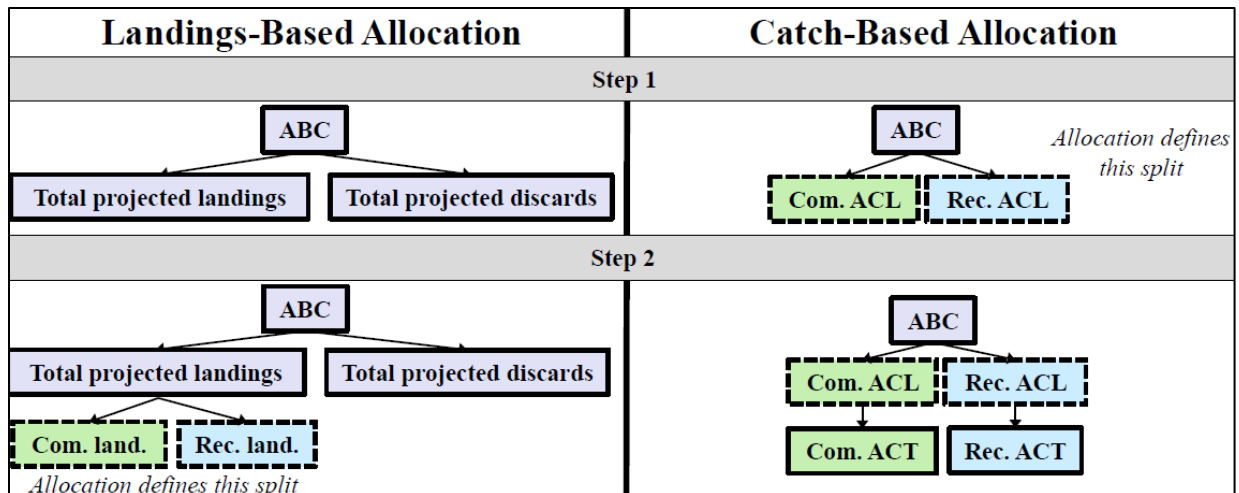 Landings-Based Allocation
Catch-Based Allocation
Step 1
ABC
Total projected landings
Total projected discards
ABC
Allocation defines
this split
Com. ACL
Rec. ACL
Step 2
ABC
Total projected landings
Total projected discards
Com. land.
Rec. land.
Allocation defines this split
ABC
Com. ACL
Rec. ACL
Com. ACT
Rec. ACT